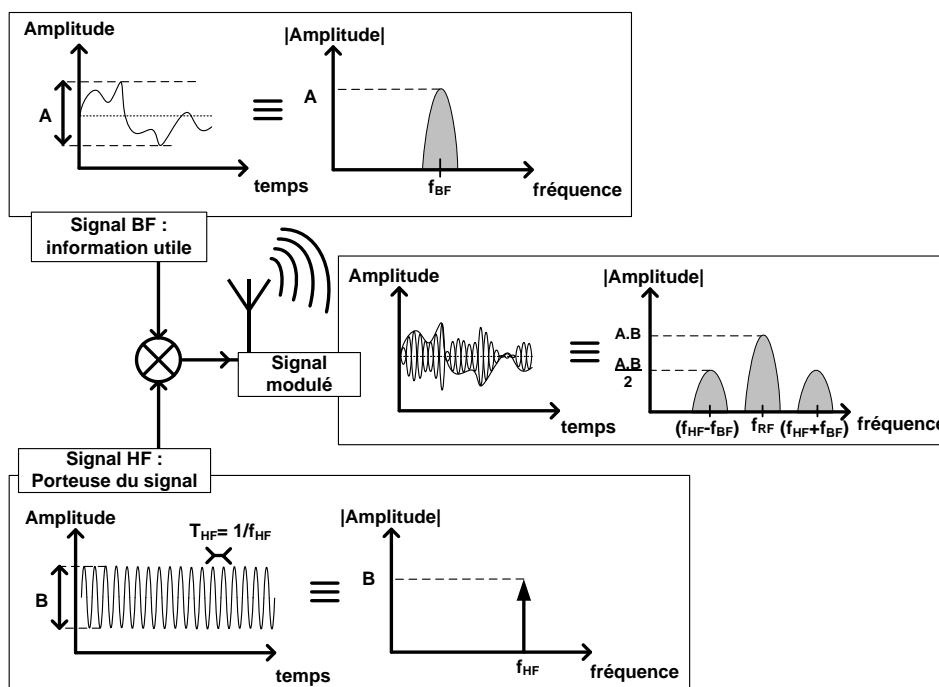 Amplitude
|Amplitude|
A
A
temps
f_BF
fréquence
Signal BF :
information utile
Amplitude
|Amplitude|
A.B
A.B
2
Signal
modulé
temps
(f_HF-f_BF)
f_RF
(f_HF+f_BF)
fréquence
Signal HF :
Porteuse du signal
Amplitude
T_HF= 1/f_HF
|Amplitude|
B
B
temps
f_HF
fréquence